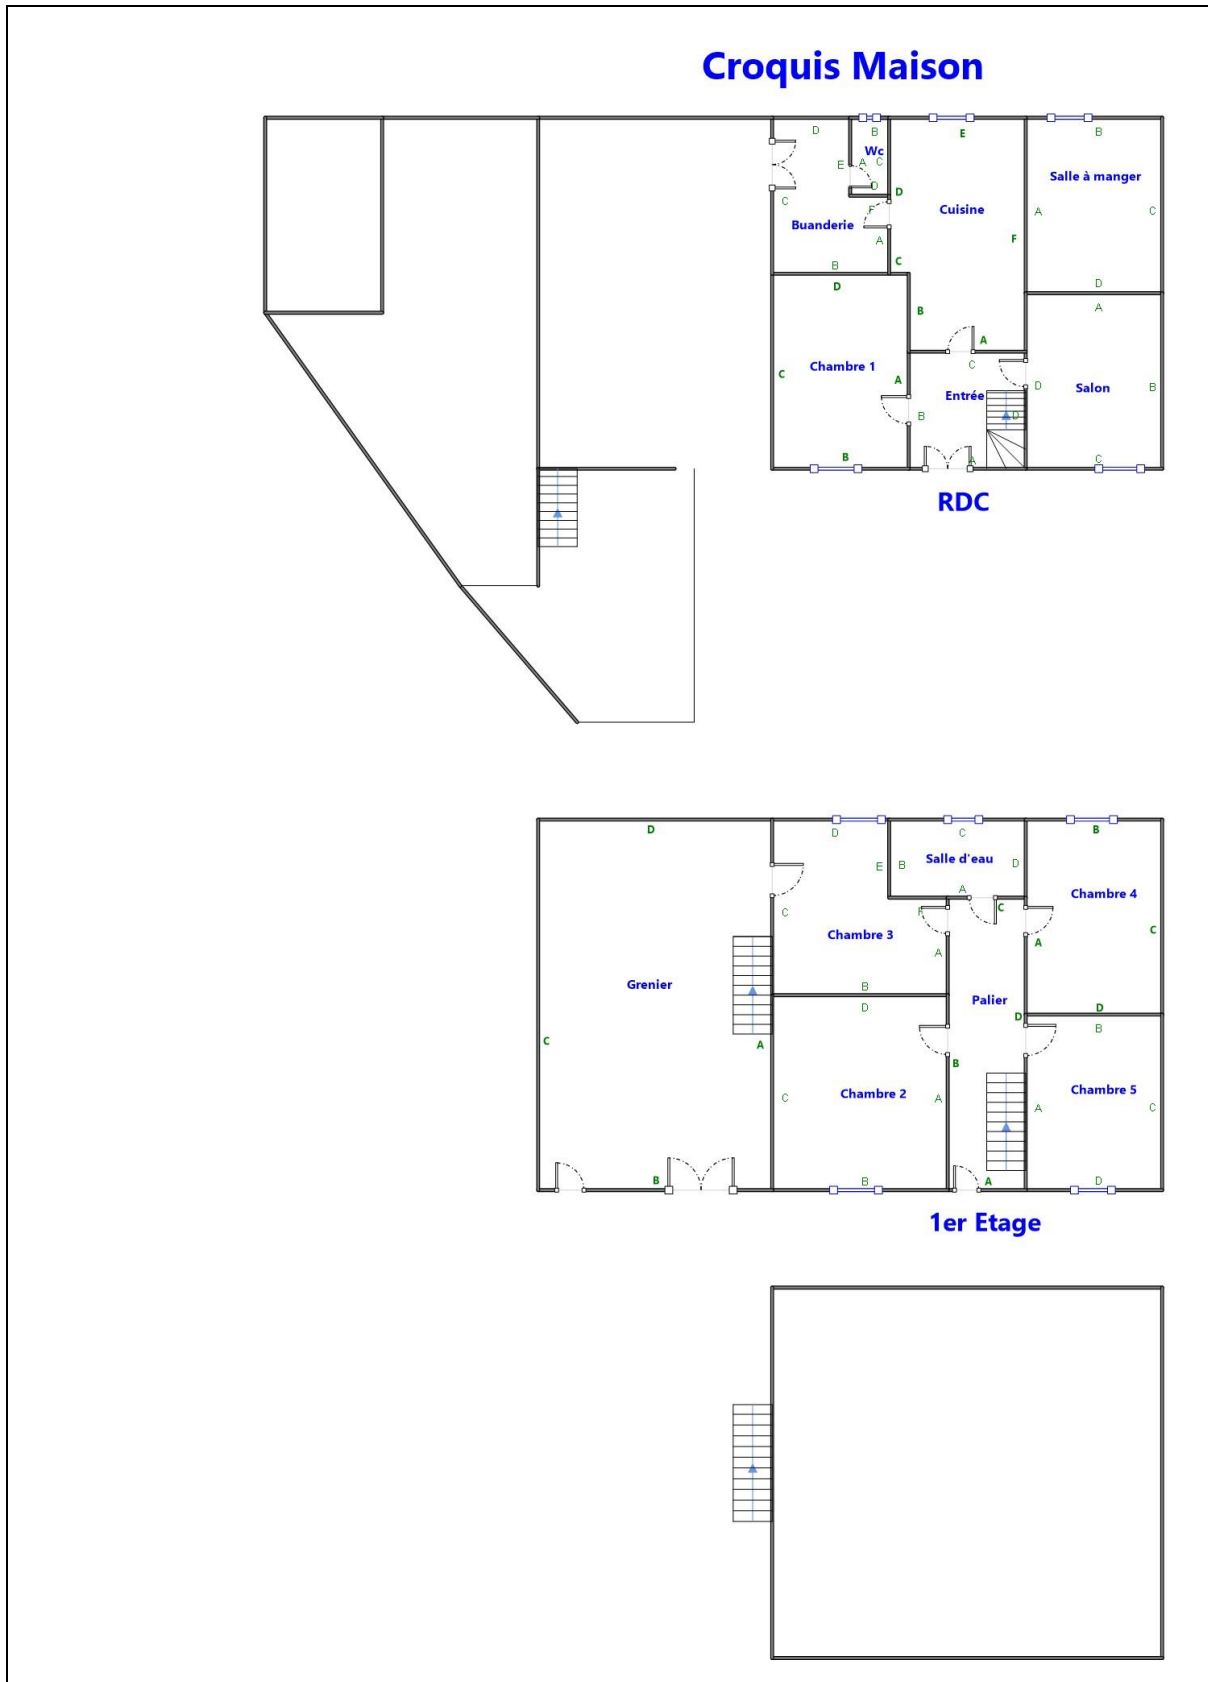 Croquis Maison
D
B
E
B
Wc
E A C
Salle à manger
D
D
C
F
Cuisine
A
C
Buanderie
A
F
B
C
D
D
A
B
A
Chambre 1
C
C
A
Entrée
D
Salon
B
B
D
B
A
C
RDC
D
D
C
B
E
B
Salle d'eau
D
A
Chambre 4
C
F
C
Chambre 3
A
A
C
Grenier
B
Palier
D
D
D
B
C
A
B
C
Chambre 2
A
Chambre 5
A
C
B
B
A
D
1er Etage